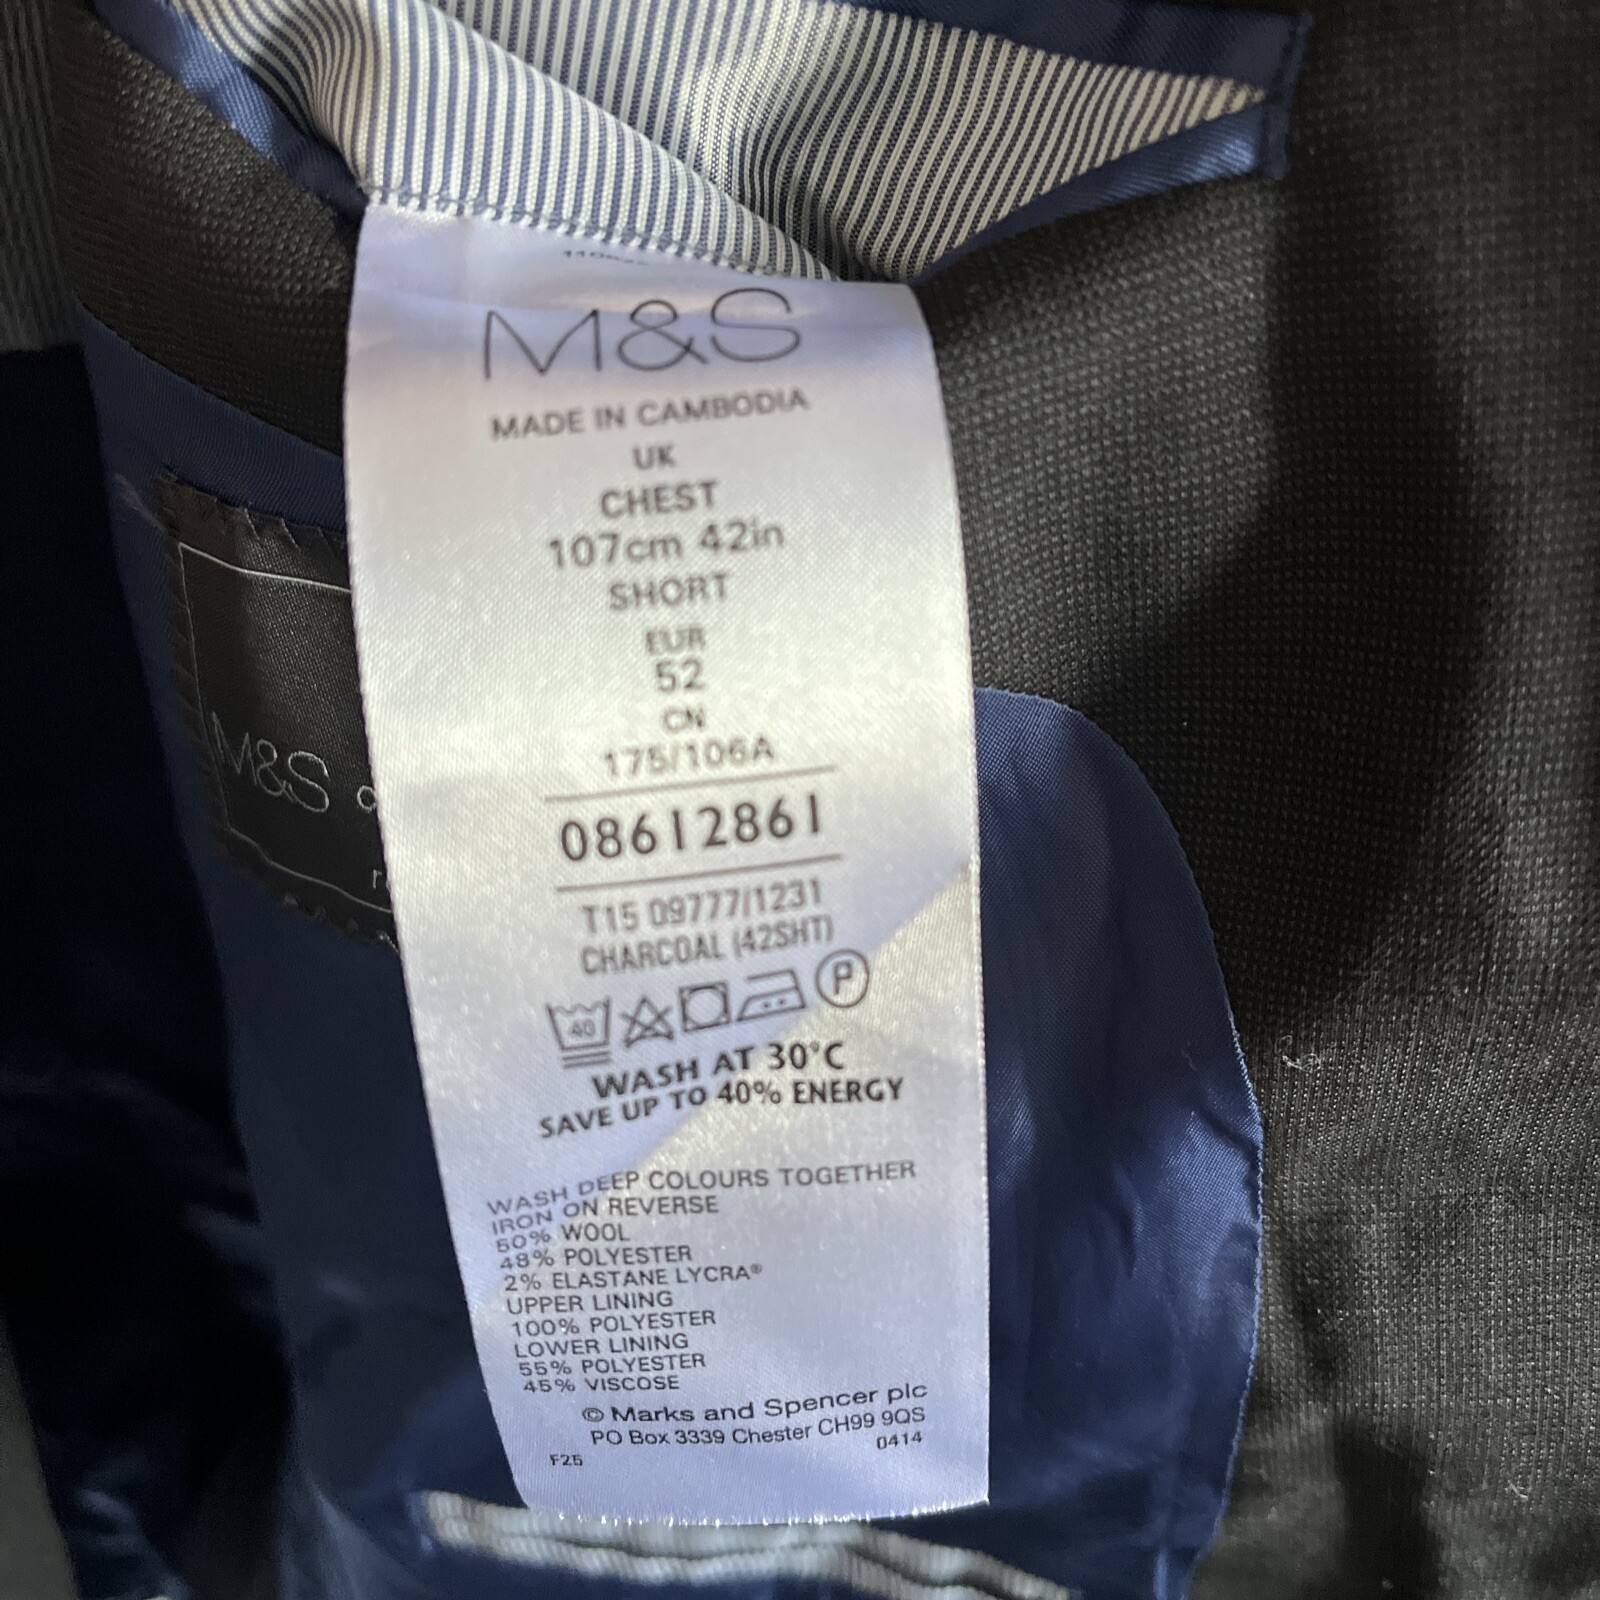 M&S
MADE IN CAMBODIA
UK
CHEST
107cm 42in
SHORT
EUR
52
CN
175/106A
08612861
T15 09777/1231
CHARCOAL (42SHT)
40 P
WASH AT 30°C
SAVE UP TO 40% ENERGY
WASH DEEP COLOURS TOGETHER
IRON ON REVERSE
50% WOOL
48% POLYESTER
2% ELASTANE LYCRA®
UPPER LINING
100% POLYESTER
LOWER LINING
55% POLYESTER
45% VISCOSE
© Marks and Spencer plc
PO Box 3339 Chester CH99 9QS
F25 0414
M&S